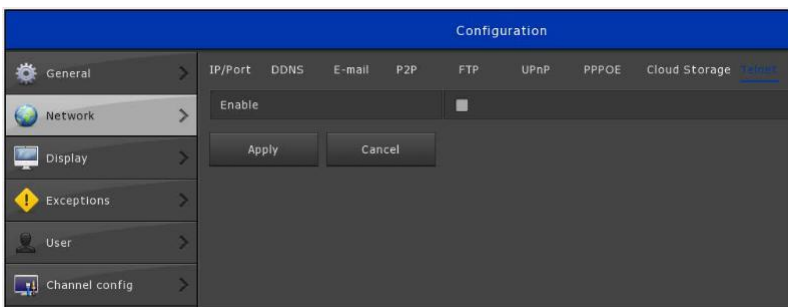 Configuration
General
IP/Port DDNS E-mail P2P FTP UPnP PPPOE Cloud Storage Telnet
Enable
Network
Apply Cancel
Display
Exceptions
User
Channel config